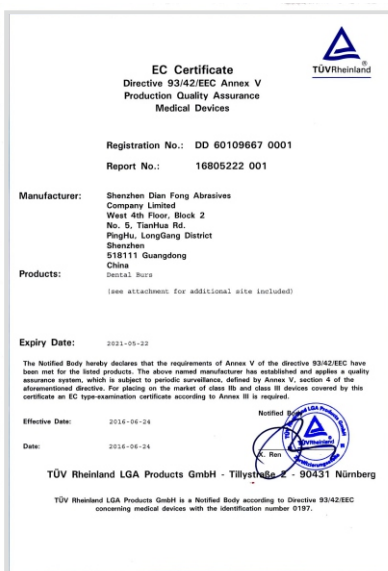 TÜVRheinland®
EC Certificate
Directive 93/42/EEC Annex V
Production Quality Assurance
Medical Devices
Registration No.: DD 60109667 0001
Report No.: 16805222 001
Manufacturer: Shenzhen Dian Fong Abrasives
Company Limited
West 4th Floor, Block 2
No. 5, TianHua Rd.
PingHu, LongGang District
Shenzhen
518111 Guangdong
China
Products: Dental Burs
(see attachment for additional site included)
Expiry Date: 2021-05-22
The Notified Body hereby declares that the requirements of Annex V of the directive 93/42/EEC have
been met for the listed products. The above named manufacturer has established and applies a quality
assurance system, which is subject to periodic surveillance, defined by Annex V, section 4 of the
aforementioned directive. For placing on the market of class IIb and class III devices covered by this
certificate an EC type-examination certificate according to Annex III is required.
Notified Body
Effective Date: 2016-06-24
TÜVRheinland
Date: 2016-06-24
X. Ren
TÜV Rheinland LGA Products GmbH - Tillystraße 2 - 90431 Nürnberg
TÜV Rheinland LGA Products GmbH is a Notified Body according to Directive 93/42/EEC
concerning medical devices with the identification number 0197.